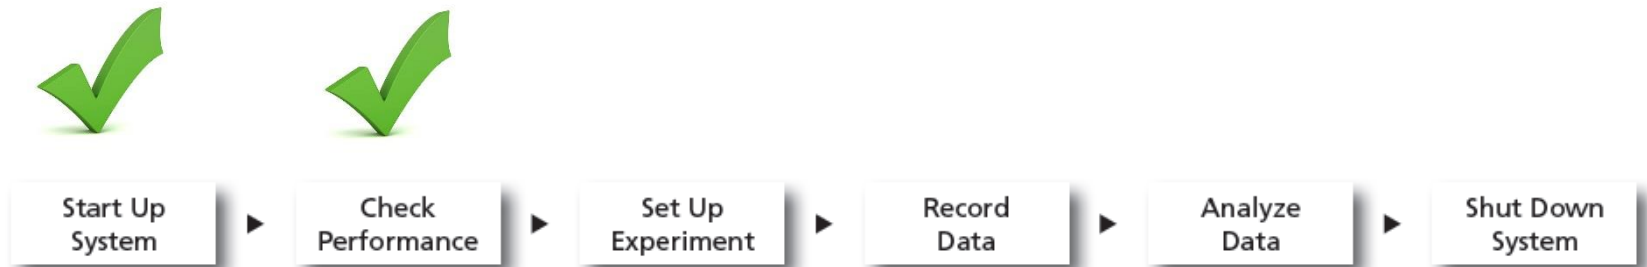 Start Up
System
Check
Performance
Set Up
Experiment
Record
Data
Analyze
Data
Shut Down
System